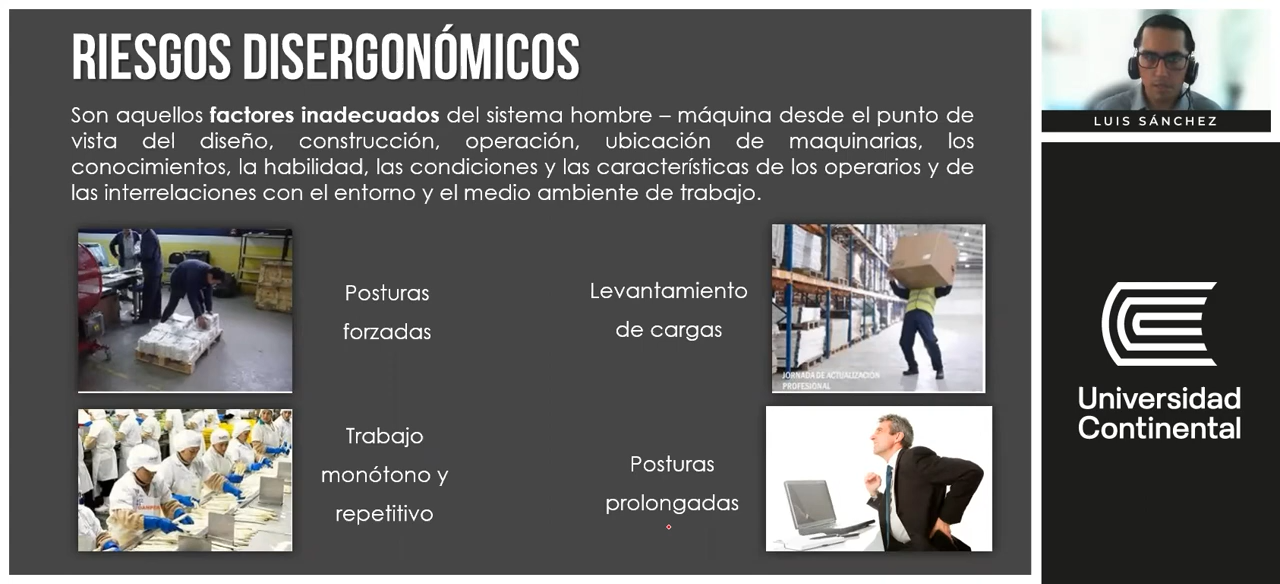 RIESGOS DISERGONÓMICOS
Son aquellos factores inadecuados del sistema hombre – máquina desde el punto de
vista del diseño, construcción, operación, ubicación de maquinarias, los
conocimientos, la habilidad, las condiciones y las características de los operarios y de
las interrelaciones con el entorno y el medio ambiente de trabajo.
Posturas
forzadas
Levantamiento
de cargas
JORNADA DE ACTUALIZACIÓN
PROFESIONAL
Trabajo
monótono y
repetitivo
Posturas
prolongadas
LUIS SÁNCHEZ
Universidad
Continental